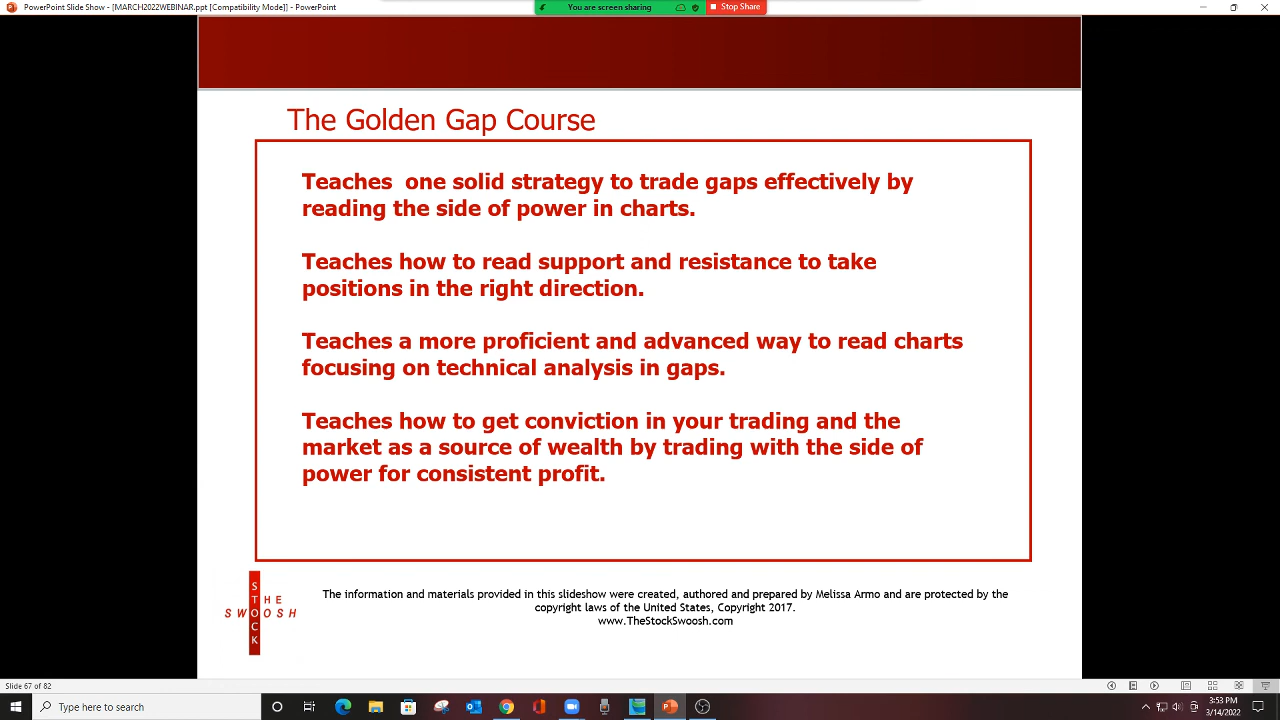 PowerPoint Slide Show - [MARCH2022WEBINAR.ppt [Compatibility Mode]] - PowerPoint
You are screen sharing
Stop Share
The Golden Gap Course
Teaches  one solid strategy to trade gaps effectively by
reading the side of power in charts.
Teaches how to read support and resistance to take
positions in the right direction.
Teaches a more proficient and advanced way to read charts
focusing on technical analysis in gaps.
Teaches how to get conviction in your trading and the
market as a source of wealth by trading with the side of
power for consistent profit.
THE
STOCK
SWOOSH
The information and materials provided in this slideshow were created, authored and prepared by Melissa Armo and are protected by the
copyright laws of the United States, Copyright 2017.
www.TheStockSwoosh.com
Slide 67 of 82
Type here to search
3:53 PM
3/14/2022